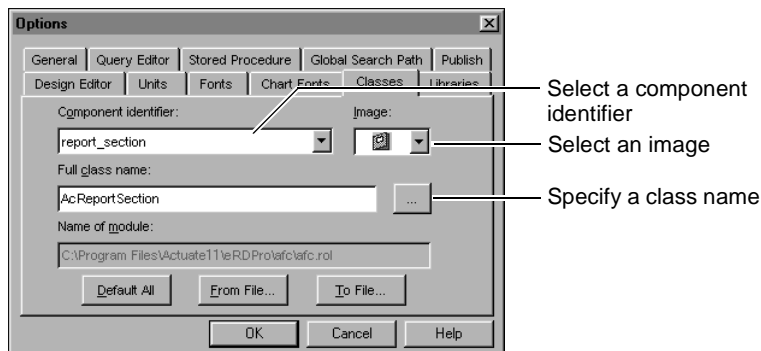 Options
General Query Editor Stored Procedure Global Search Path Publish
Design Editor Units Fonts Chart Fonts Classes Libraries
Component identifier: Image:
report_section
Full class name:
AcReportSection ...
Name of module:
C:\Program Files\Actuate11\eRDPro\afc\afc.rol
Default All From File... To File...
OK Cancel Help
Select a component
identifier
Select an image
Specify a class name